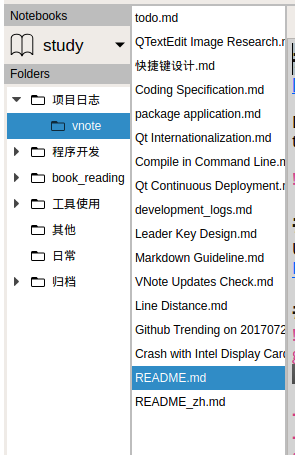 Notebooks
study
Folders
项目日志
vnote
程序开发
book_reading
工具使用
其他
日常
归档
todo.md
QTextEdit Image Research.
快捷键设计.md
Coding Specification.md
package application.md
Qt Internationalization.md
Compile in Command Line.
Qt Continuous Deployment.
development_logs.md
Leader Key Design.md
Markdown Guideline.md
VNote Updates Check.md
Line Distance.md
Github Trending on 2017072
Crash with Intel Display Car
README.md
README_zh.md